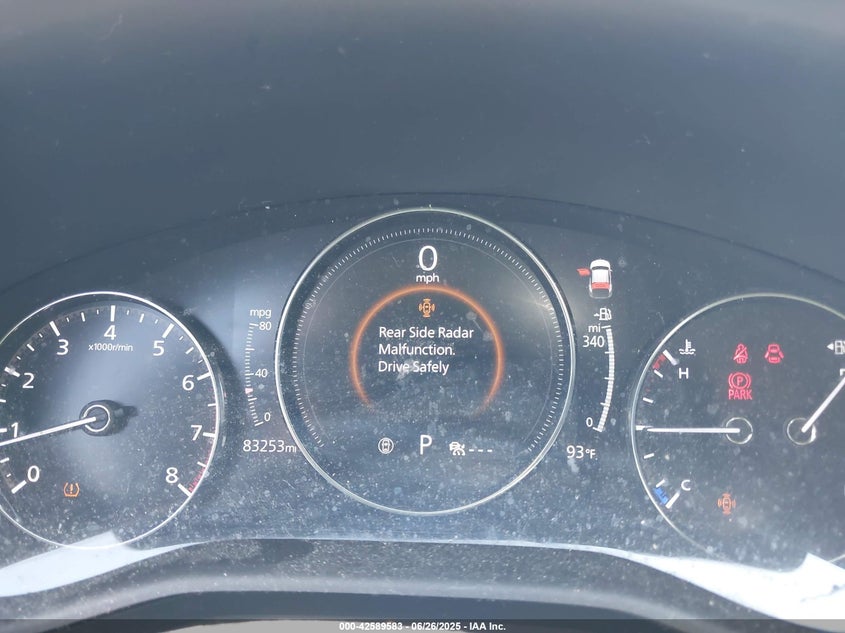 0
mph
Rear Side Radar
Malfunction.
Drive Safely
P ---
mpg
80
40
0
83253mi
mi
340
0
93°F
0
1
2
3
4
5
6
7
8
x1000r/min
H
C
PARK
P
000-42589583 / 06/26/2025 - IAA Inc.